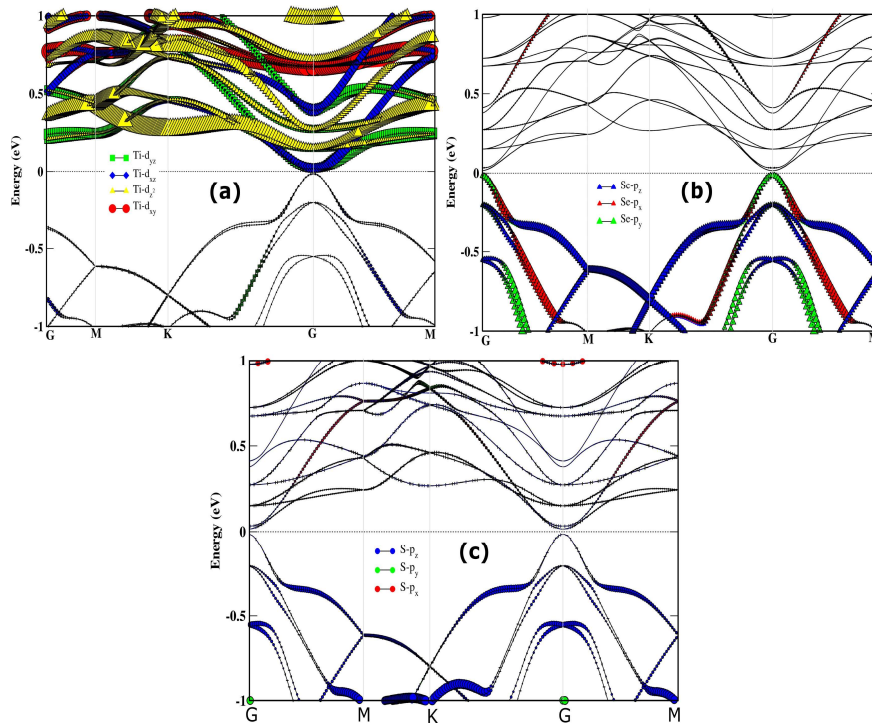 1
0.5
0
-0.5
-1
Energy (eV)
Ti-d_yz
Ti-d_xz
Ti-d_z²
Ti-d_xy
(a)
G M K G M
1
0.5
0
-0.5
-1
Energy (eV)
Se-p_z
Se-p_x
Se-p_y
(b)
G M K G M
1
0.5
0
-0.5
-1
Energy (eV)
S-p_z
S-p_y
S-p_x
(c)
G M K G M